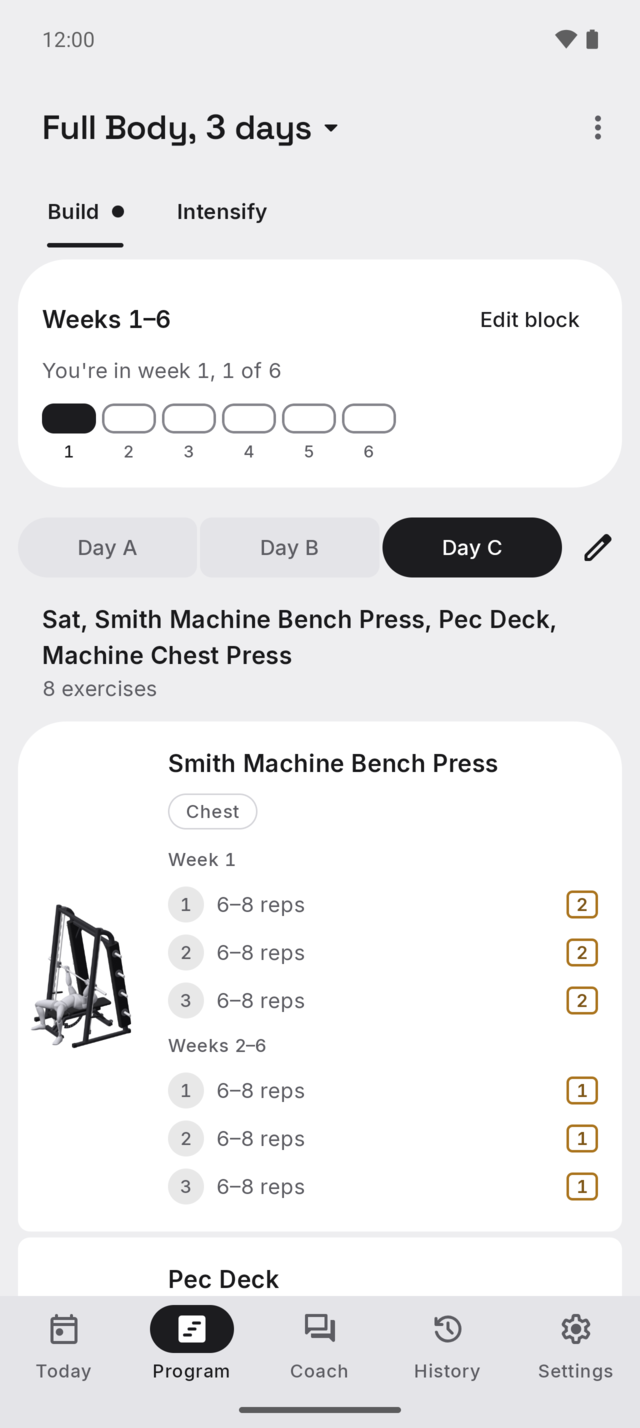 12:00
Full Body, 3 days
Build
Intensify
Weeks 1–6
Edit block
You're in week 1, 1 of 6
1 2 3 4 5 6
Day A
Day B
Day C
Sat, Smith Machine Bench Press, Pec Deck,
Machine Chest Press
8 exercises
Smith Machine Bench Press
Chest
Week 1
1 6–8 reps 2
2 6–8 reps 2
3 6–8 reps 2
Weeks 2–6
1 6–8 reps 1
2 6–8 reps 1
3 6–8 reps 1
Pec Deck
Today
Program
Coach
History
Settings